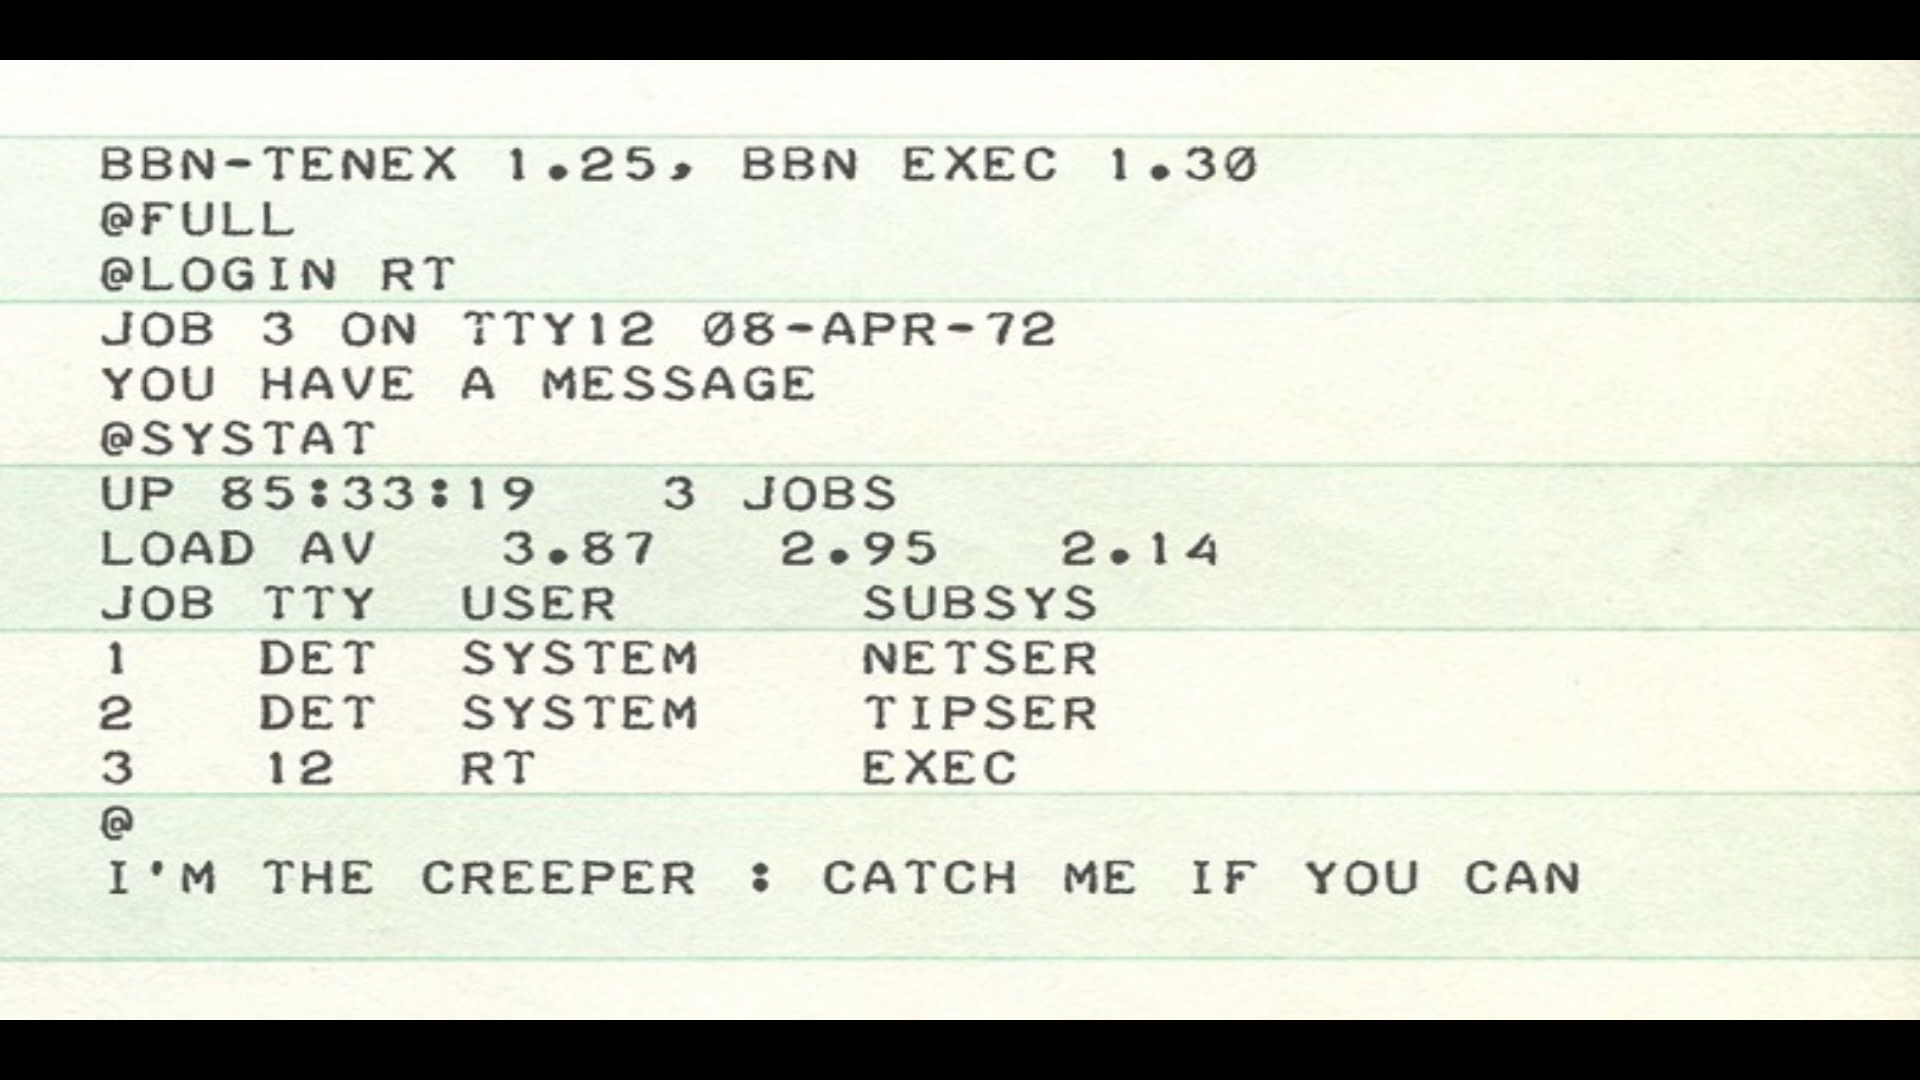 BBN-TENEX 1.25, BBN EXEC 1.30
@FULL
@LOGIN RT
JOB 3 ON TTY12 08-APR-72
YOU HAVE A MESSAGE
@SYSTAT
UP 85:33:19   3 JOBS
LOAD AV   3.87   2.95   2.14
JOB TTY  USER      SUBSYS
1   DET  SYSTEM    NETSER
2   DET  SYSTEM    TIPSER
3   12   RT        EXEC
@
I'M THE CREEPER : CATCH ME IF YOU CAN